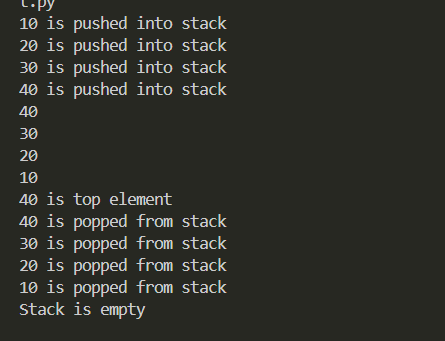 t.py
10 is pushed into stack
20 is pushed into stack
30 is pushed into stack
40 is pushed into stack
40
30
20
10
40 is top element
40 is popped from stack
30 is popped from stack
20 is popped from stack
10 is popped from stack
Stack is empty